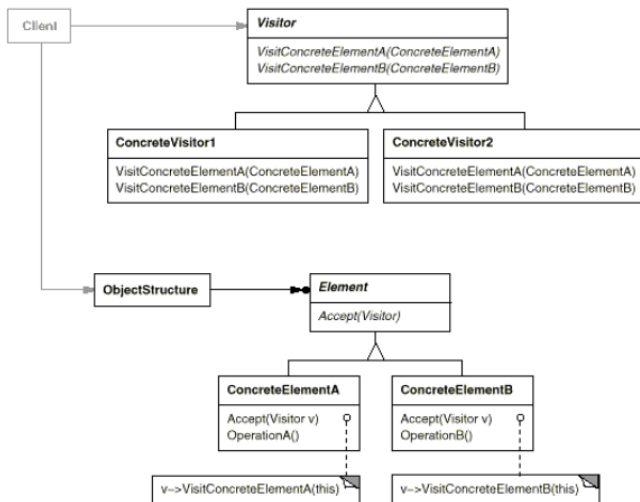 Client
Visitor
VisitConcreteElementA(ConcreteElementA)
VisitConcreteElementB(ConcreteElementB)
ConcreteVisitor1
VisitConcreteElementA(ConcreteElementA)
VisitConcreteElementB(ConcreteElementB)
ConcreteVisitor2
VisitConcreteElementA(ConcreteElementA)
VisitConcreteElementB(ConcreteElementB)
ObjectStructure
Element
Accept(Visitor)
ConcreteElementA
Accept(Visitor v)
OperationA()
ConcreteElementB
Accept(Visitor v)
OperationB()
v->VisitConcreteElementA(this)
v->VisitConcreteElementB(this)